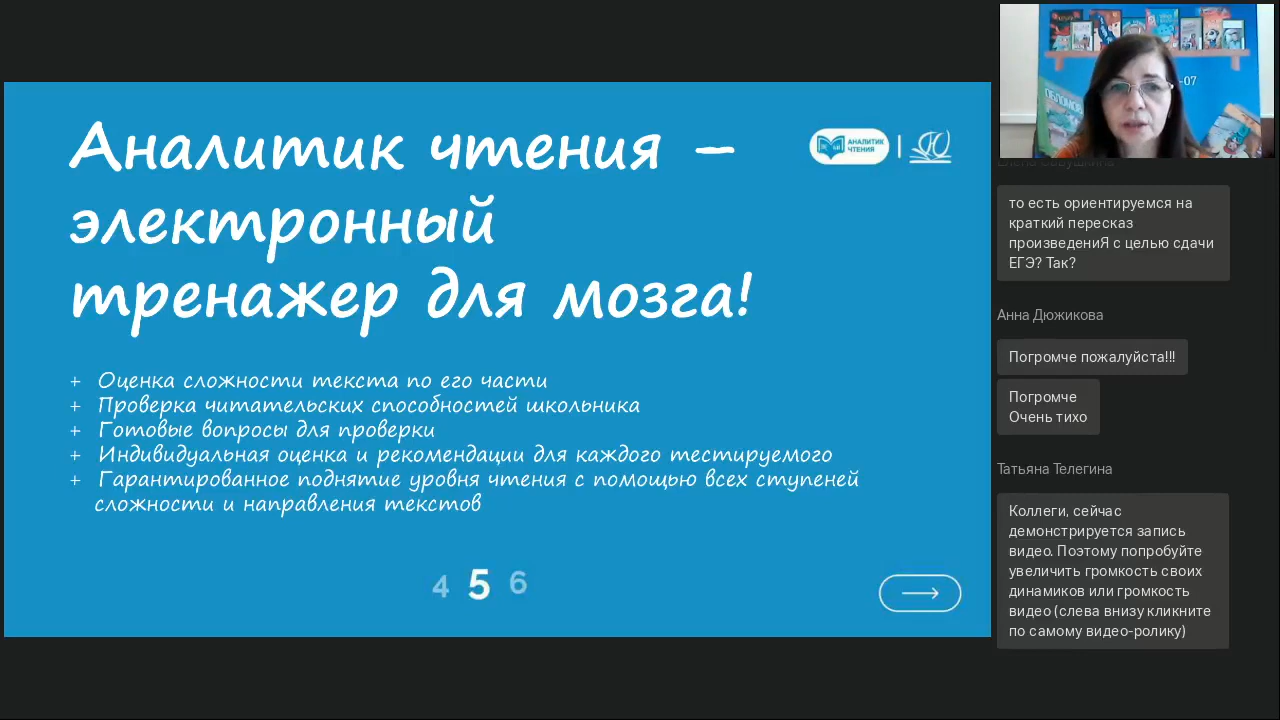 Аналитик чтения –
электронный
тренажер для мозга!
АНАЛИТИК
ЧТЕНИЯ
+ Оценка сложности текста по его части
+ Проверка читательских способностей школьника
+ Готовые вопросы для проверки
+ Индивидуальная оценка и рекомендации для каждого тестируемого
+ Гарантированное поднятие уровня чтения с помощью всех ступеней
сложности и направления текстов
4 5 6
-07
ОБЛОМОВ
то есть ориентируемся на
краткий пересказ
произведениЯ с целью сдачи
ЕГЭ? Так?
Анна Дюжикова
Погромче пожалуйста!!!
Погромче
Очень тихо
Татьяна Телегина
Коллеги, сейчас
демонстрируется запись
видео. Поэтому попробуйте
увеличить громкость своих
динамиков или громкость
видео (слева внизу кликните
по самому видео-ролику)